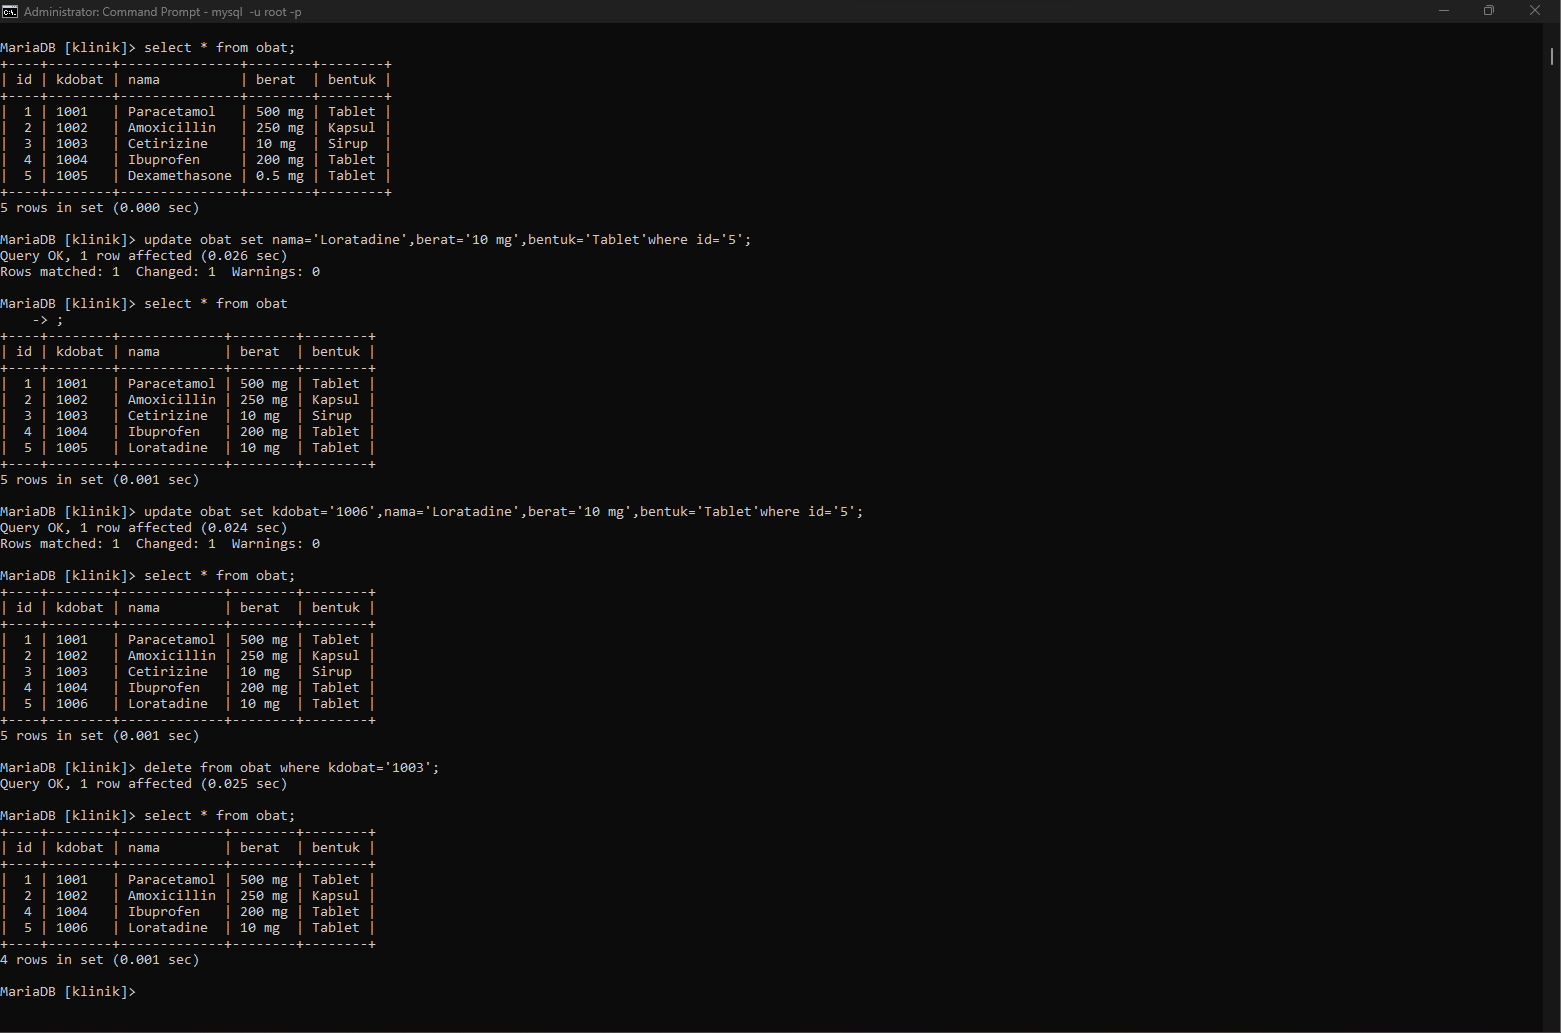 Administrator: Command Prompt - mysql  -u root -p
MariaDB [klinik]> select * from obat;
+----+--------+---------------+--------+--------+
| id | kdobat | nama          | berat  | bentuk |
+----+--------+---------------+--------+--------+
|  1 | 1001   | Paracetamol   | 500 mg | Tablet |
|  2 | 1002   | Amoxicillin   | 250 mg | Kapsul |
|  3 | 1003   | Cetirizine    | 10 mg  | Sirup  |
|  4 | 1004   | Ibuprofen     | 200 mg | Tablet |
|  5 | 1005   | Dexamethasone | 0.5 mg | Tablet |
+----+--------+---------------+--------+--------+
5 rows in set (0.000 sec)
MariaDB [klinik]> update obat set nama='Loratadine',berat='10 mg',bentuk='Tablet'where id='5';
Query OK, 1 row affected (0.026 sec)
Rows matched: 1  Changed: 1  Warnings: 0
MariaDB [klinik]> select * from obat
    -> ;
+----+--------+-------------+--------+--------+
| id | kdobat | nama        | berat  | bentuk |
+----+--------+-------------+--------+--------+
|  1 | 1001   | Paracetamol | 500 mg | Tablet |
|  2 | 1002   | Amoxicillin | 250 mg | Kapsul |
|  3 | 1003   | Cetirizine  | 10 mg  | Sirup  |
|  4 | 1004   | Ibuprofen   | 200 mg | Tablet |
|  5 | 1005   | Loratadine  | 10 mg  | Tablet |
+----+--------+-------------+--------+--------+
5 rows in set (0.001 sec)
MariaDB [klinik]> update obat set kdobat='1006',nama='Loratadine',berat='10 mg',bentuk='Tablet'where id='5';
Query OK, 1 row affected (0.024 sec)
Rows matched: 1  Changed: 1  Warnings: 0
MariaDB [klinik]> select * from obat;
+----+--------+-------------+--------+--------+
| id | kdobat | nama        | berat  | bentuk |
+----+--------+-------------+--------+--------+
|  1 | 1001   | Paracetamol | 500 mg | Tablet |
|  2 | 1002   | Amoxicillin | 250 mg | Kapsul |
|  3 | 1003   | Cetirizine  | 10 mg  | Sirup  |
|  4 | 1004   | Ibuprofen   | 200 mg | Tablet |
|  5 | 1006   | Loratadine  | 10 mg  | Tablet |
+----+--------+-------------+--------+--------+
5 rows in set (0.001 sec)
MariaDB [klinik]> delete from obat where kdobat='1003';
Query OK, 1 row affected (0.025 sec)
MariaDB [klinik]> select * from obat;
+----+--------+-------------+--------+--------+
| id | kdobat | nama        | berat  | bentuk |
+----+--------+-------------+--------+--------+
|  1 | 1001   | Paracetamol | 500 mg | Tablet |
|  2 | 1002   | Amoxicillin | 250 mg | Kapsul |
|  4 | 1004   | Ibuprofen   | 200 mg | Tablet |
|  5 | 1006   | Loratadine  | 10 mg  | Tablet |
+----+--------+-------------+--------+--------+
4 rows in set (0.001 sec)
MariaDB [klinik]>